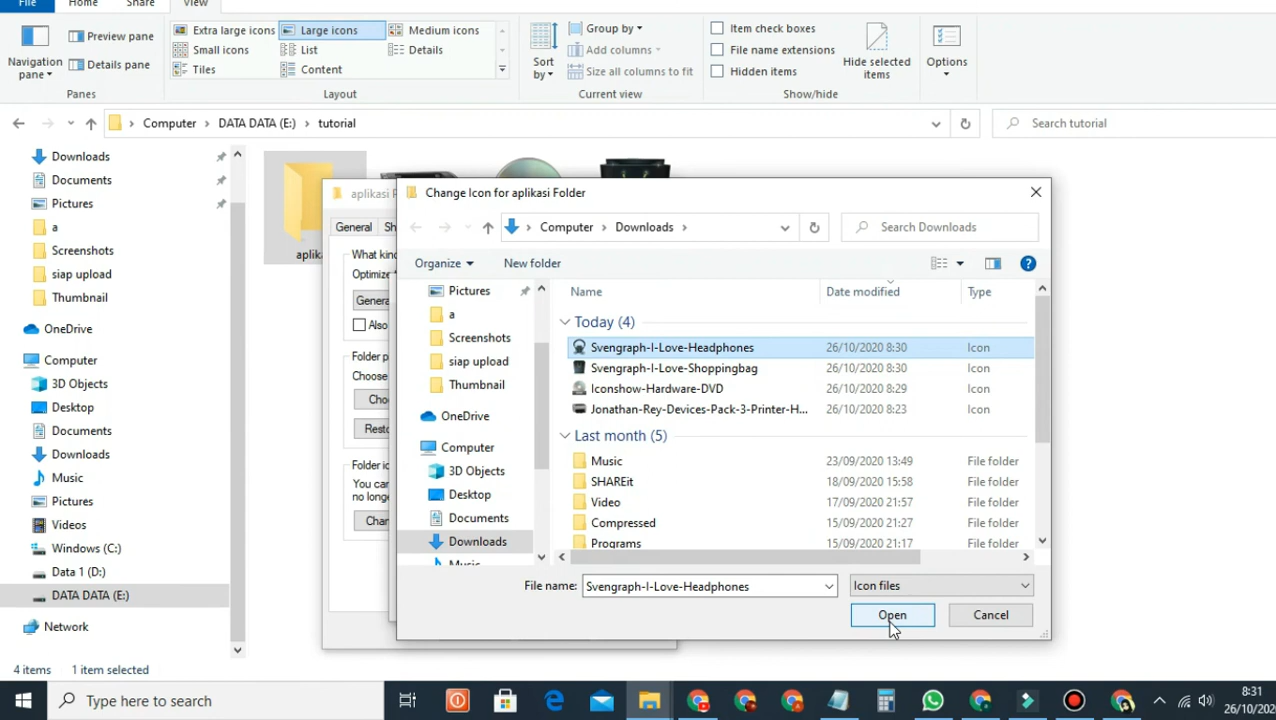 File Home Share View
Navigation pane
Preview pane
Details pane
Panes
Extra large icons Large icons Medium icons
Small icons List Details
Tiles Content
Layout
Sort by
Group by
Add columns
Size all columns to fit
Current view
Item check boxes
File name extensions
Hidden items
Hide selected items
Show/hide
Options
Computer DATA DATA (E:) tutorial
Search tutorial
Downloads
Documents
Pictures
a
Screenshots
siap upload
Thumbnail
OneDrive
Computer
3D Objects
Desktop
Documents
Downloads
Music
Pictures
Videos
Windows (C:)
Data 1 (D:)
DATA DATA (E:)
Network
4 items 1 item selected
General
What kin
Optimize
Genera
Also
Folder p
Choose
Cho
Resto
Folder ic
You can
no longe
Chan
Change Icon for aplikasi Folder
Computer Downloads
Search Downloads
Organize New folder
Pictures
a
Screenshots
siap upload
Thumbnail
OneDrive
Computer
3D Objects
Desktop
Documents
Downloads
Name Date modified Type
Today (4)
Svengraph-I-Love-Headphones 26/10/2020 8:30 Icon
Svengraph-I-Love-Shoppingbag 26/10/2020 8:30 Icon
Iconshow-Hardware-DVD 26/10/2020 8:29 Icon
Jonathan-Rey-Devices-Pack-3-Printer-H... 26/10/2020 8:23 Icon
Last month (5)
Music 23/09/2020 13:49 File folder
SHAREit 18/09/2020 15:58 File folder
Video 17/09/2020 21:57 File folder
Compressed 15/09/2020 21:27 File folder
Programs 15/09/2020 21:17 File folder
File name: Svengraph-I-Love-Headphones Icon files
Open Cancel
Type here to search
8:31
26/10/202